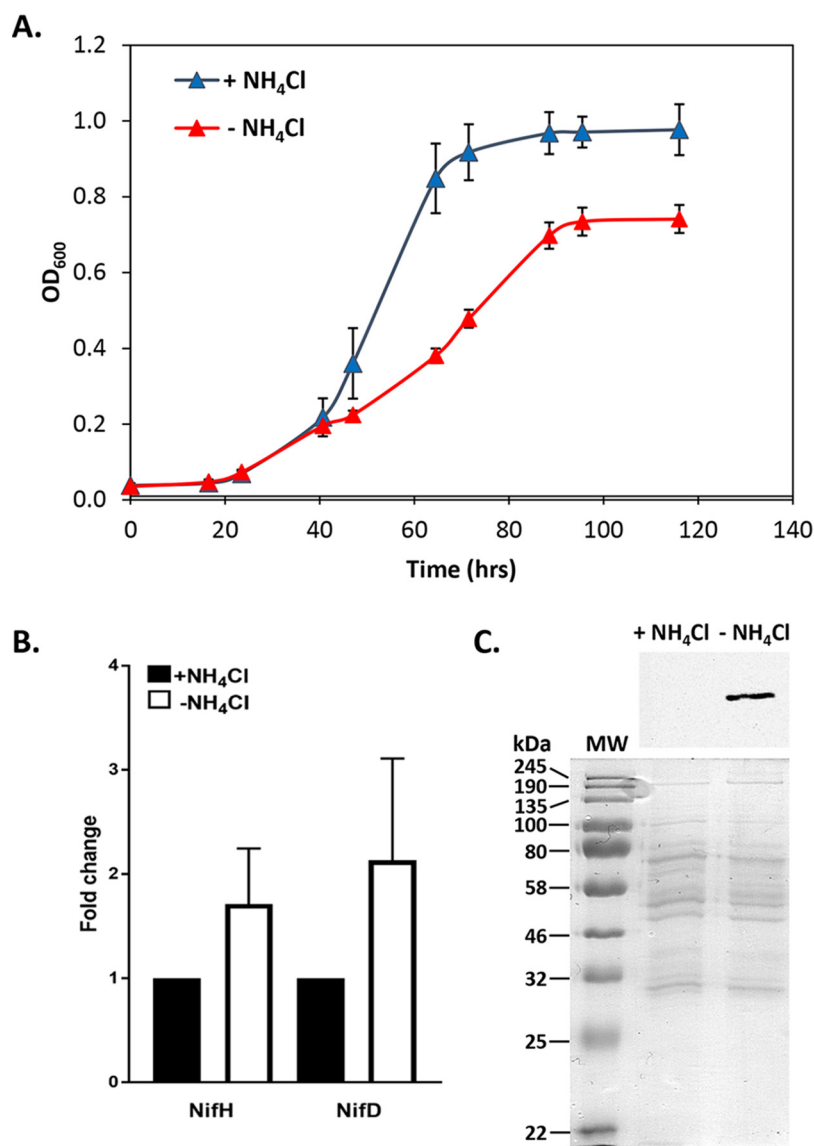 A.
1.2
1.0
0.8
0.6
0.4
0.2
0.0
OD600
+ NH4Cl
- NH4Cl
0 20 40 60 80 100 120 140
Time (hrs)
B.
4
3
2
1
0
Fold change
+NH4Cl
-NH4Cl
NifH NifD
C.
+ NH4Cl - NH4Cl
kDa MW
245
190
135
100
80
58
46
32
25
22